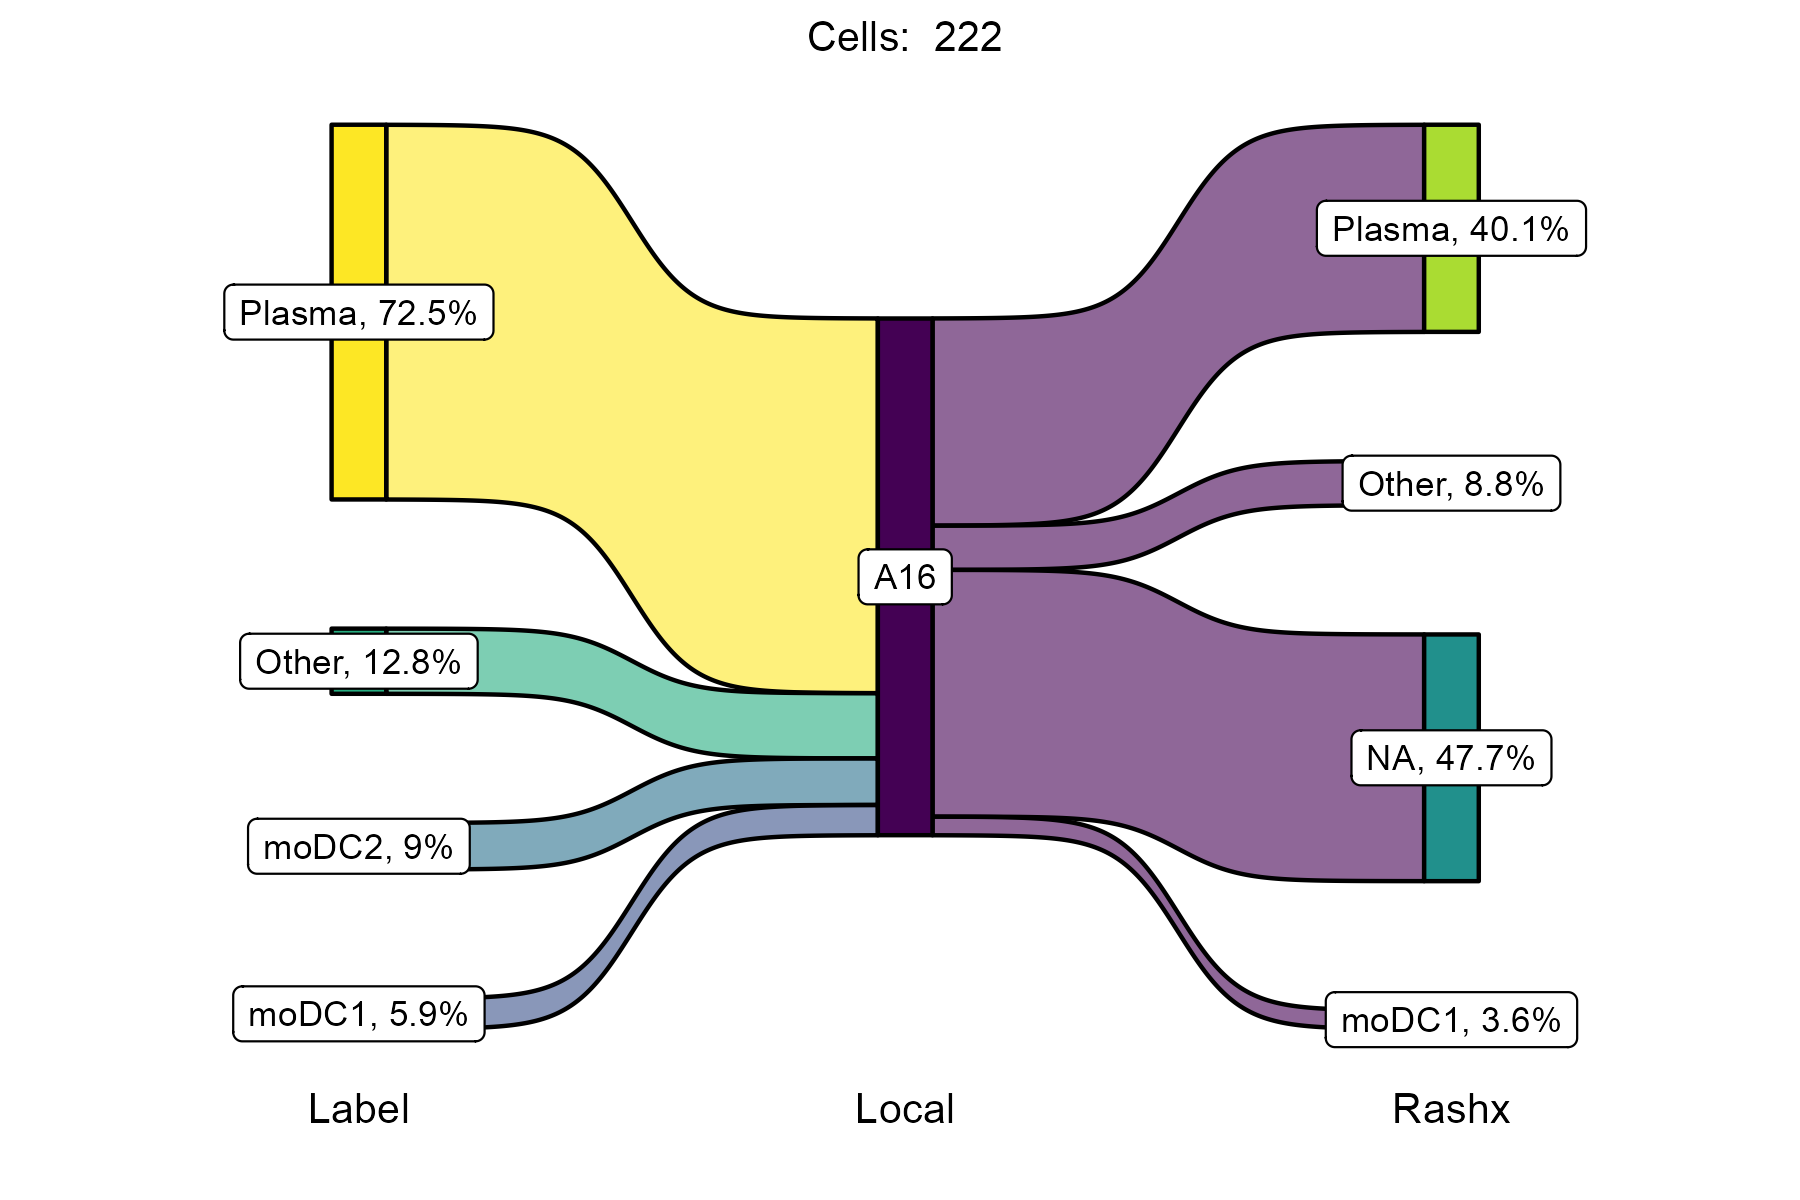 Cells:  222
Plasma, 72.5%
Other, 12.8%
moDC2, 9%
moDC1, 5.9%
A16
Plasma, 40.1%
Other, 8.8%
NA, 47.7%
moDC1, 3.6%
Label
Local
Rashx